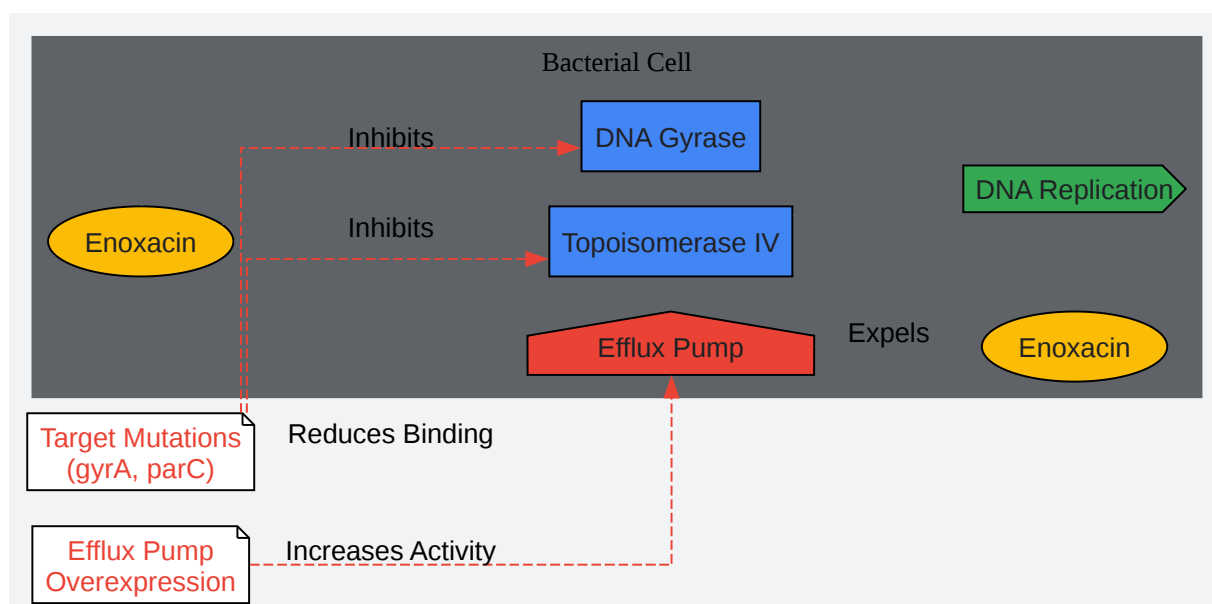 Bacterial Cell
Inhibits
DNA Gyrase
DNA Replication
Inhibits
Enoxacin
Topoisomerase IV
Expels
Efflux Pump
Enoxacin
Target Mutations
(gyrA, parC)
Reduces Binding
Efflux Pump
Overexpression
Increases Activity